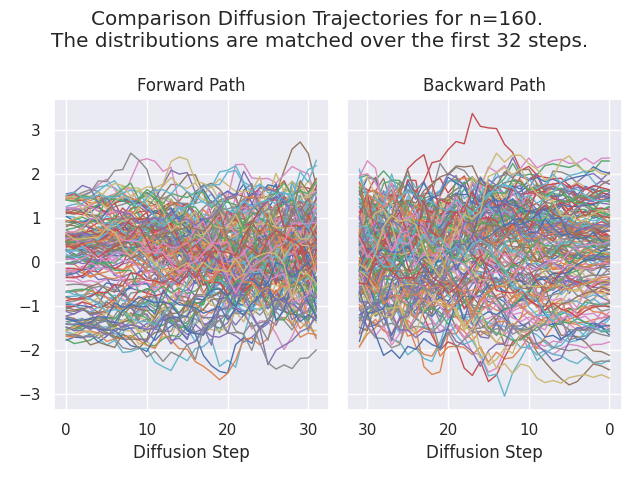 Comparison Diffusion Trajectories for n=160.
The distributions are matched over the first 32 steps.
Forward Path
Backward Path
3
2
1
0
−1
−2
−3
0 10 20 30
30 20 10 0
Diffusion Step
Diffusion Step